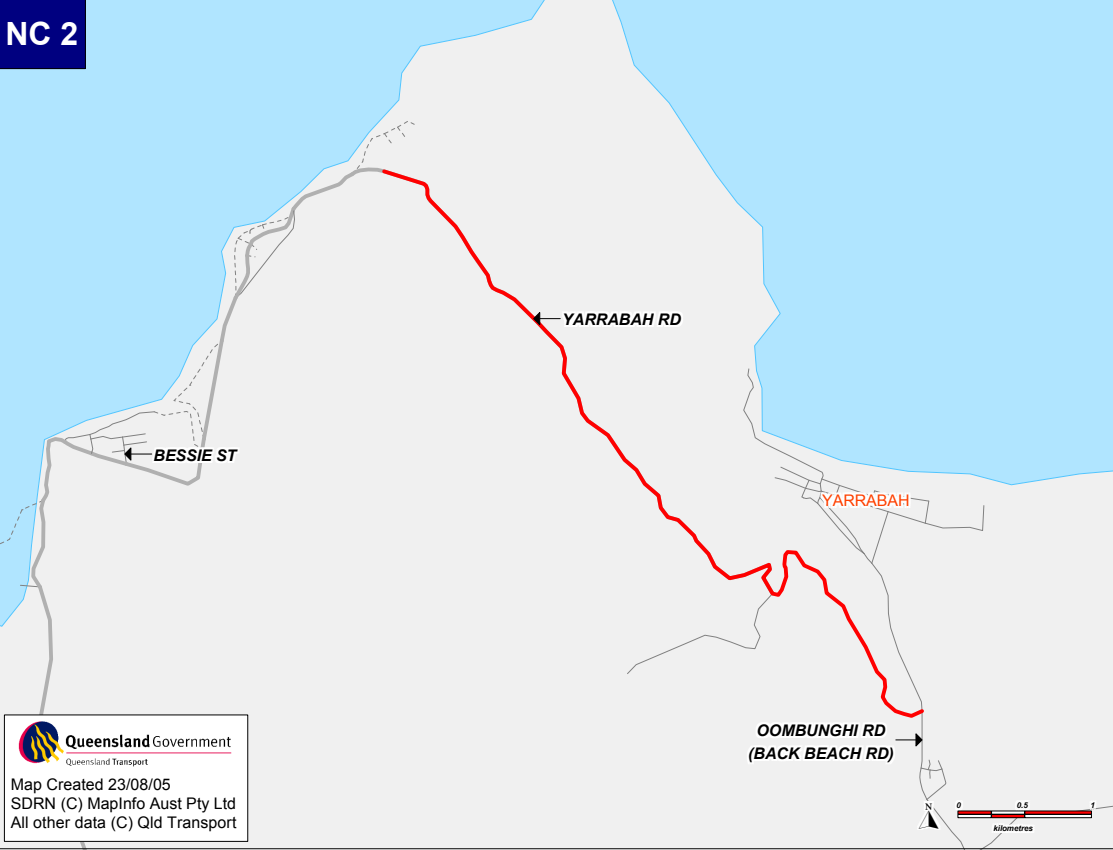 NC 2
YARRABAH RD
BESSIE ST
YARRABAH
OOMBUNGHI RD
(BACK BEACH RD)
Queensland Government
Queensland Transport
Map Created 23/08/05
SDRN (C) MapInfo Aust Pty Ltd
All other data (C) Qld Transport
N
0 0.5 1
kilometres